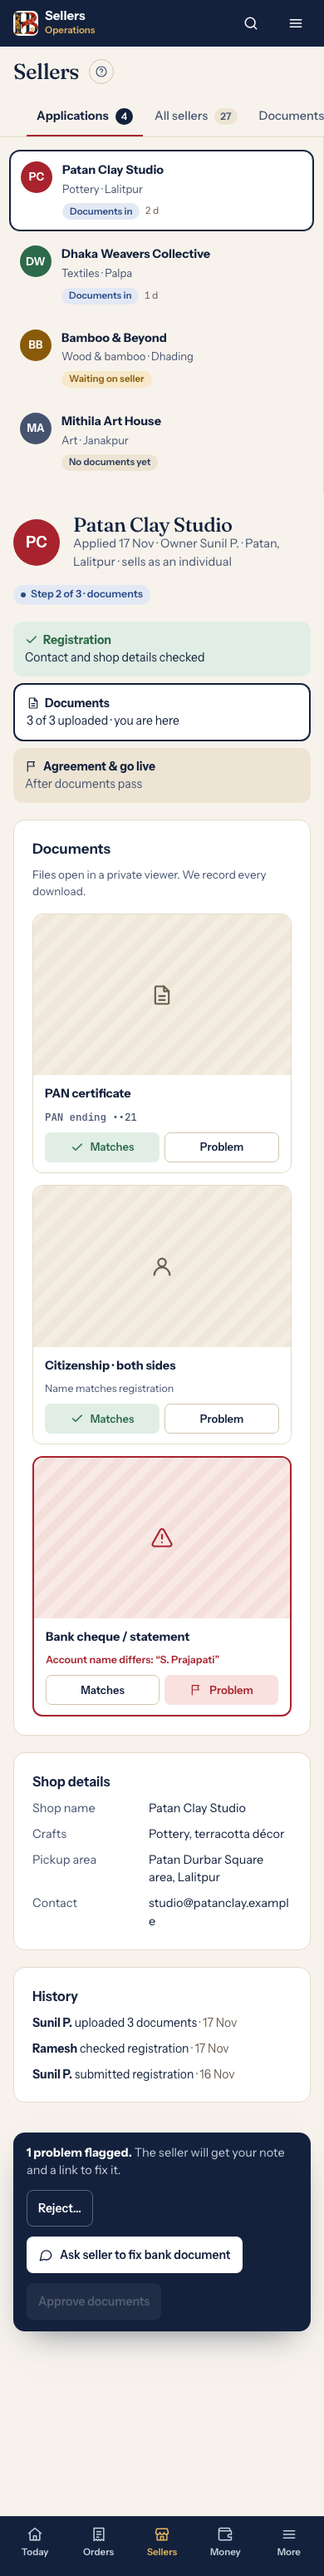 Sellers
Operations
Sellers
Applications 4 All sellers 27 Documents
PC
Patan Clay Studio
Pottery · Lalitpur
Documents in 2 d
DW
Dhaka Weavers Collective
Textiles · Palpa
Documents in 1 d
BB
Bamboo & Beyond
Wood & bamboo · Dhading
Waiting on seller
MA
Mithila Art House
Art · Janakpur
No documents yet
PC
Patan Clay Studio
Applied 17 Nov · Owner Sunil P. · Patan,
Lalitpur · sells as an individual
Step 2 of 3 · documents
Registration
Contact and shop details checked
Documents
3 of 3 uploaded · you are here
Agreement & go live
After documents pass
Documents
Files open in a private viewer. We record every
download.
PAN certificate
PAN ending ••21
Matches Problem
Citizenship · both sides
Name matches registration
Matches Problem
Bank cheque / statement
Account name differs: “S. Prajapati”
Matches Problem
Shop details
Shop name Patan Clay Studio
Crafts Pottery, terracotta décor
Pickup area Patan Durbar Square
area, Lalitpur
Contact studio@patanclay.exampl
e
History
Sunil P. uploaded 3 documents · 17 Nov
Ramesh checked registration · 17 Nov
Sunil P. submitted registration · 16 Nov
1 problem flagged. The seller will get your note
and a link to fix it.
Reject…
Ask seller to fix bank document
Approve documents
Today Orders Sellers Money More